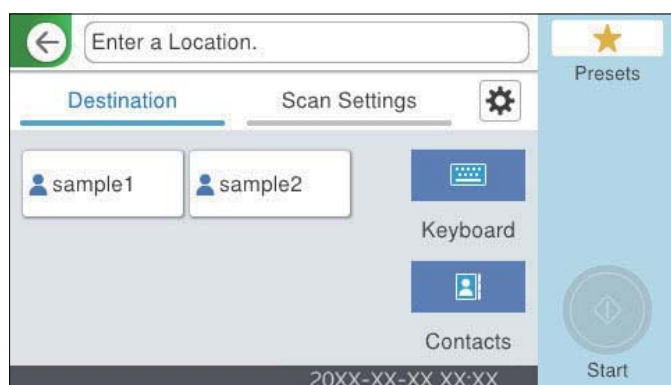 Enter a Location.
Presets
Destination
Scan Settings
sample1
sample2
Keyboard
Contacts
Start
20XX-XX-XX XX:XX